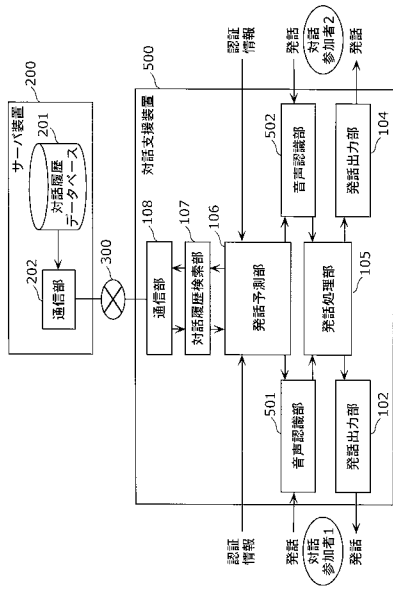 200
サーバ装置
201
対話履歴
データベース
202
通信部
300
500
対話支援装置
108
通信部
107
対話履歴検索部
106
発話予測部
認証
情報
認証
情報
501
音声認識部
502
音声認識部
発話
対話
参加者1
発話
発話
対話
参加者2
発話
105
発話処理部
102
発話出力部
104
発話出力部